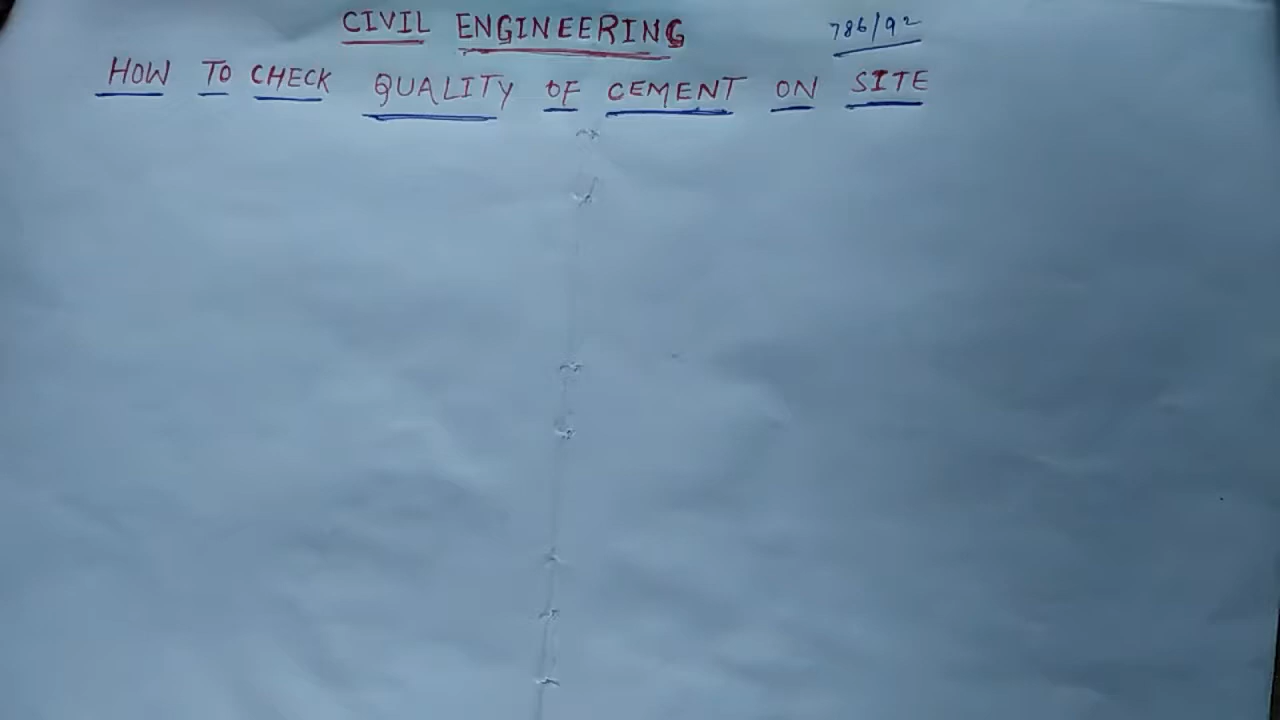 CIVIL ENGINEERING 786/92
HOW TO CHECK QUALITY OF CEMENT ON SITE